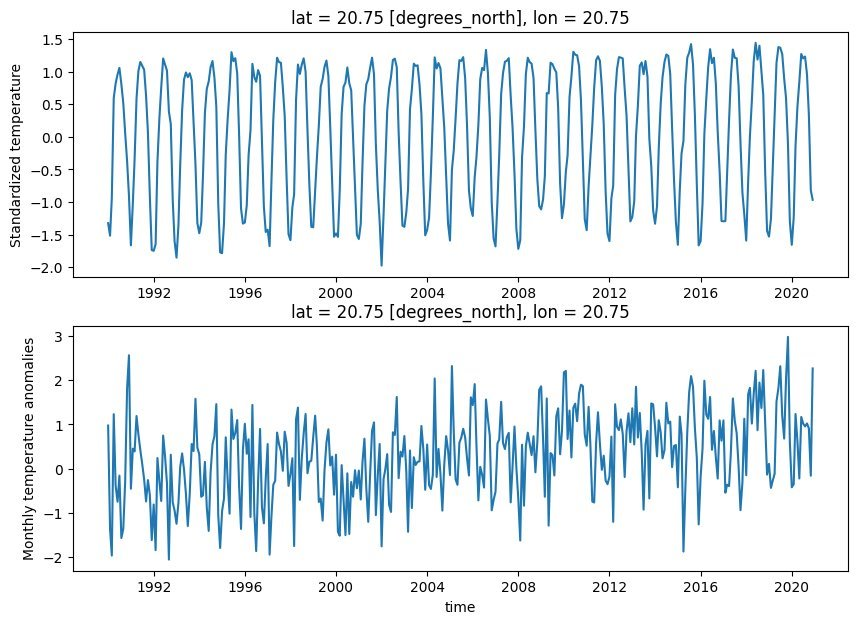 lat = 20.75 [degrees_north], lon = 20.75
Standardized temperature
1.5
1.0
0.5
0.0
−0.5
−1.0
−1.5
−2.0
1992 1996 2000 2004 2008 2012 2016 2020
lat = 20.75 [degrees_north], lon = 20.75
Monthly temperature anomalies
3
2
1
0
−1
−2
1992 1996 2000 2004 2008 2012 2016 2020
time